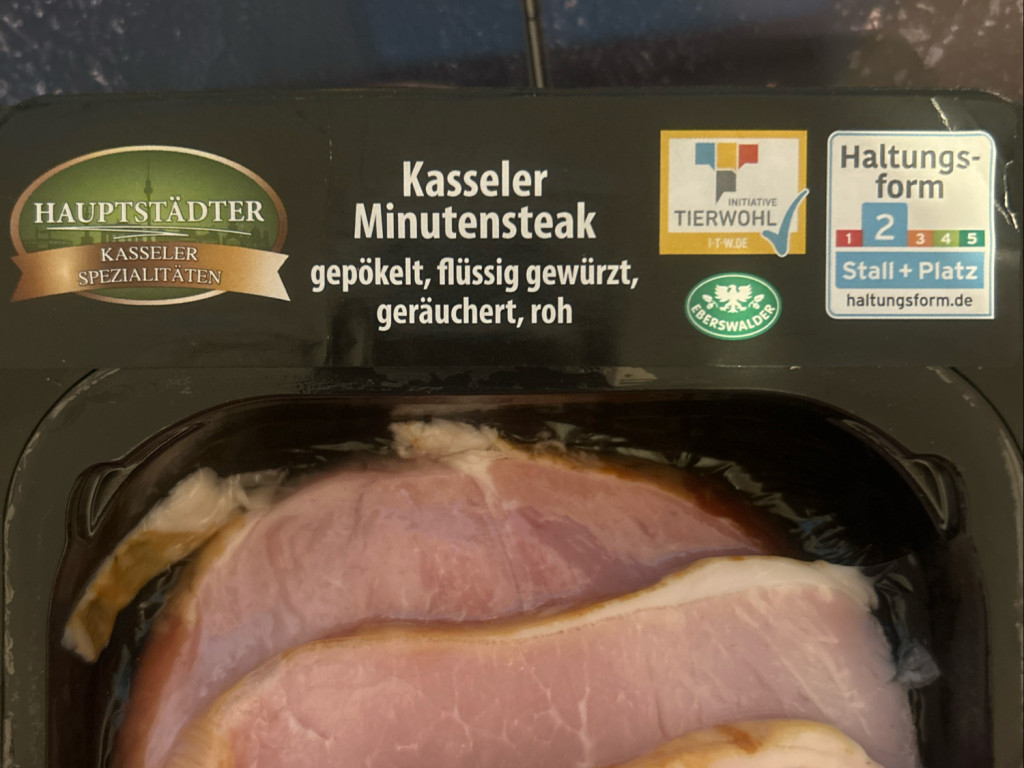 HAUPTSTÄDTER
KASSELER
SPEZIALITÄTEN
Kasseler
Minutensteak
gepökelt, flüssig gewürzt,
geräuchert, roh
INITIATIVE
TIERWOHL
I·T·W.DE
EBERSWALDER
Haltungs-
form
1 2 3 4 5
Stall + Platz
haltungsform.de